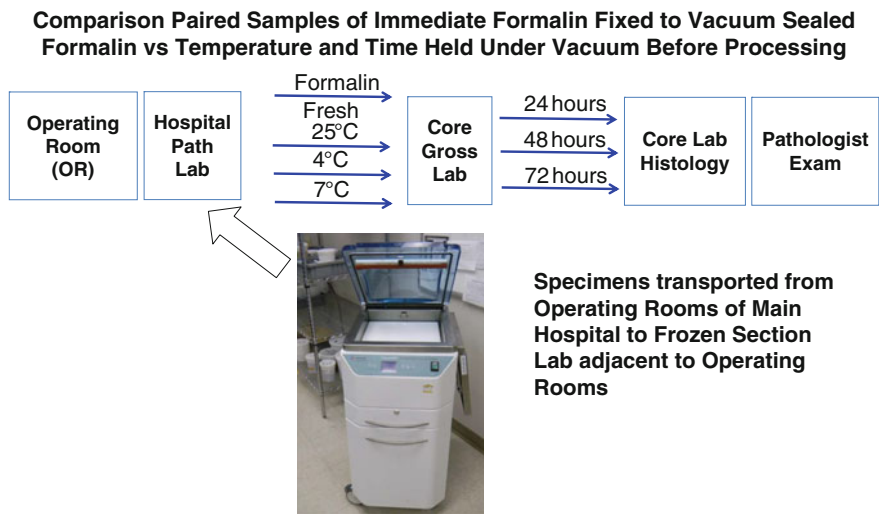 Comparison Paired Samples of Immediate Formalin Fixed to Vacuum Sealed
Formalin vs Temperature and Time Held Under Vacuum Before Processing
Operating
Room
(OR)
Hospital
Path
Lab
Formalin
Fresh
25°C
4°C
7°C
Core
Gross
Lab
24 hours
48 hours
72 hours
Core Lab
Histology
Pathologist
Exam
Specimens transported from
Operating Rooms of Main
Hospital to Frozen Section
Lab adjacent to Operating
Rooms